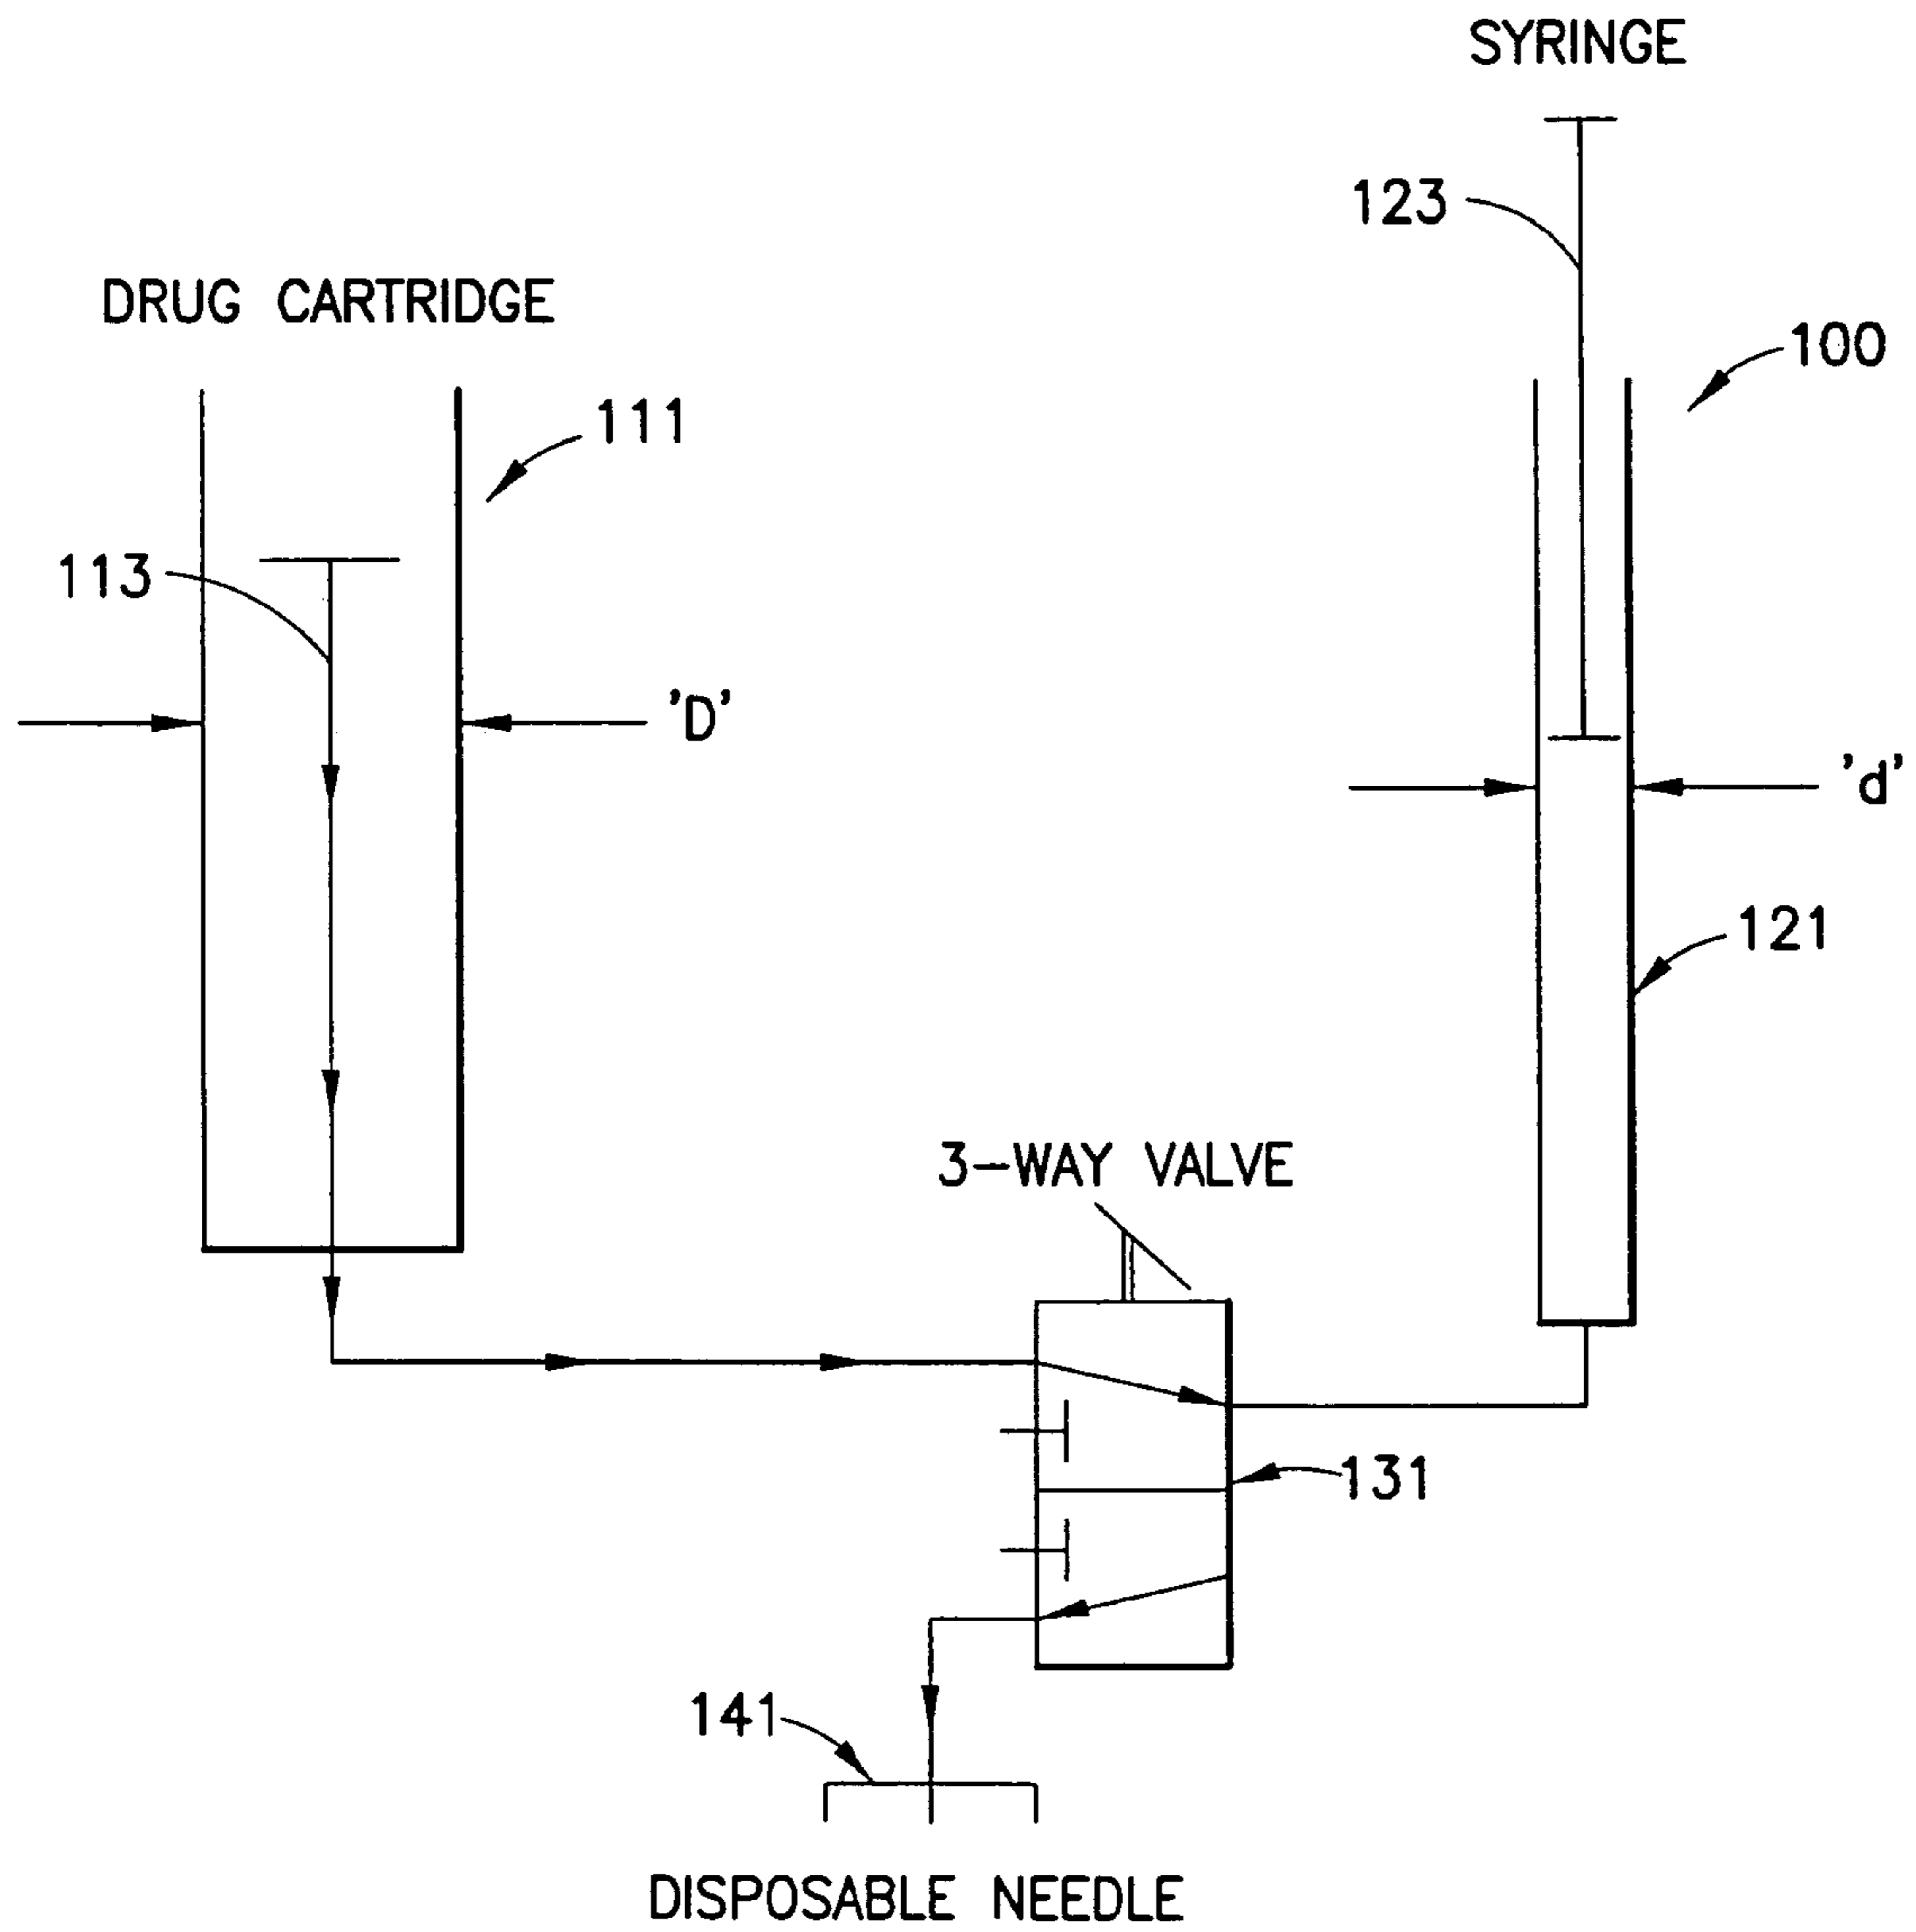 SYRINGE
123
DRUG CARTRIDGE
100
111
113
'D'
'd'
121
3-WAY VALVE
131
141
DISPOSABLE NEEDLE